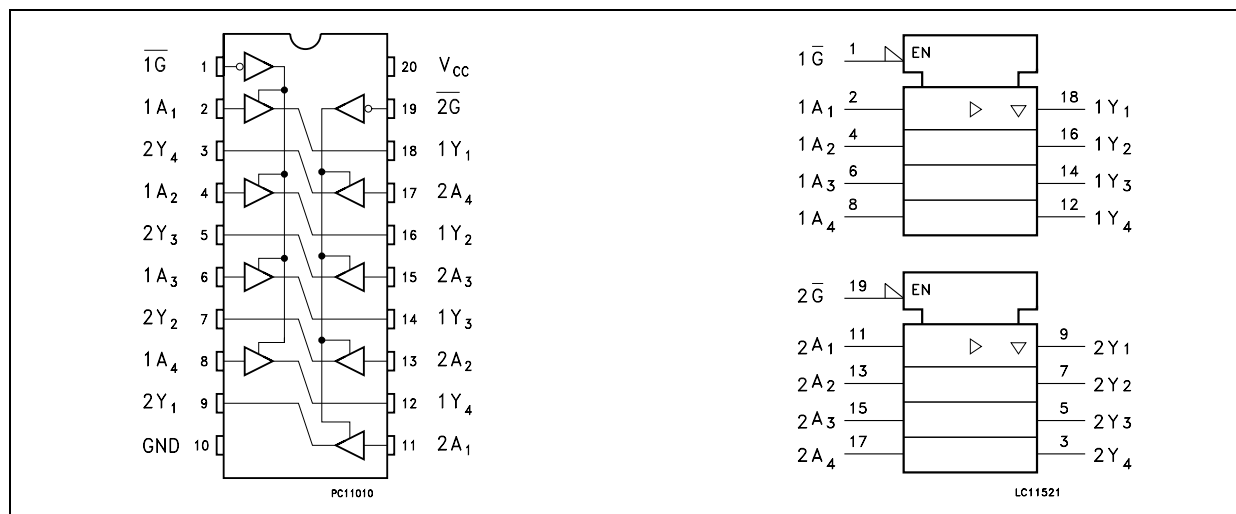 1G̅ 1 20 V_CC
1A₁ 2 19 2G̅
2Y₄ 3 18 1Y₁
1A₂ 4 17 2A₄
2Y₃ 5 16 1Y₂
1A₃ 6 15 2A₃
2Y₂ 7 14 1Y₃
1A₄ 8 13 2A₂
2Y₁ 9 12 1Y₄
GND 10 11 2A₁
PC11010
1G̅ 1 EN
1A₁ 2 18 1Y₁
1A₂ 4 16 1Y₂
1A₃ 6 14 1Y₃
1A₄ 8 12 1Y₄
2G̅ 19 EN
2A₁ 11 9 2Y₁
2A₂ 13 7 2Y₂
2A₃ 15 5 2Y₃
2A₄ 17 3 2Y₄
LC11521